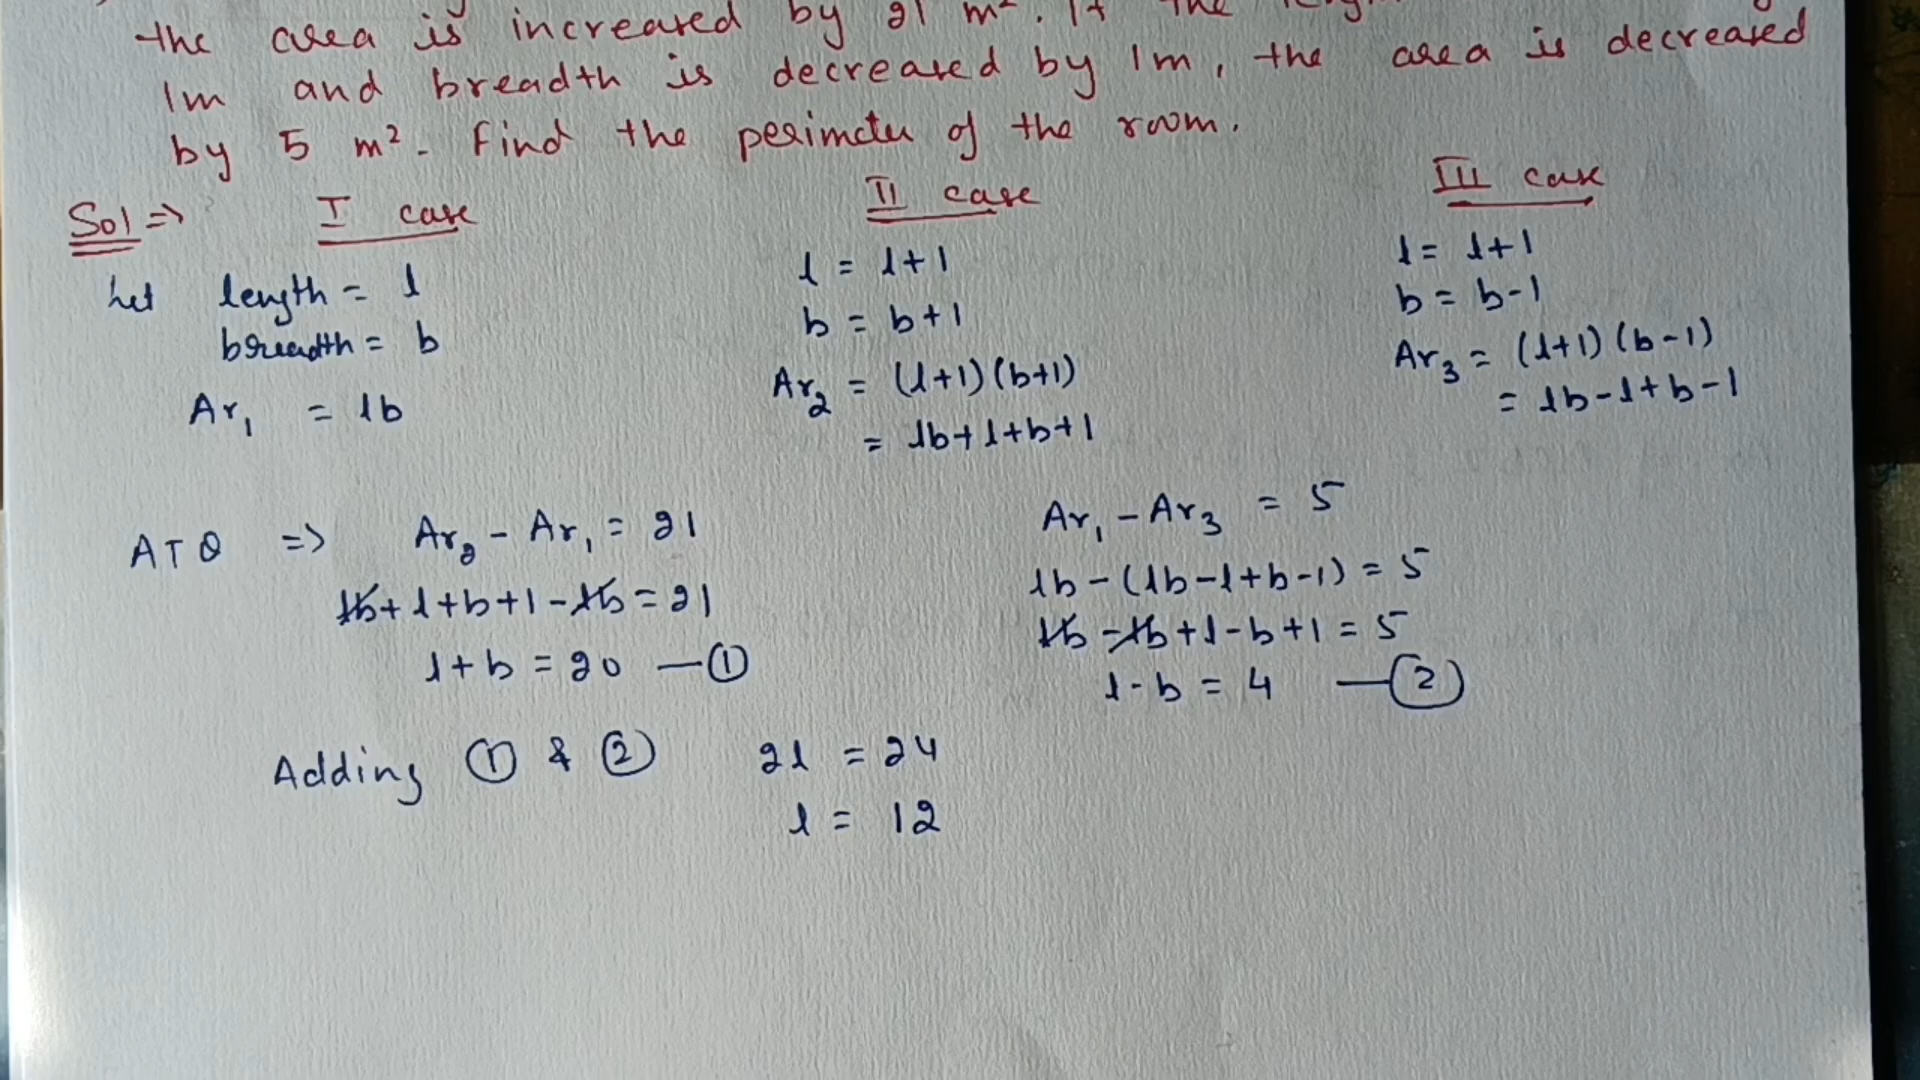 the area is increased by 21 m². If the
1m and breadth is decreased by 1m, the area is decreased
by 5 m². Find the perimeter of the room.
Sol ⇒ I case II case III case
Let length = l
breadth = b
Ar₁ = lb
l = l+1
b = b+1
Ar₂ = (l+1)(b+1)
= lb+l+b+1
l = l+1
b = b-1
Ar₃ = (l+1)(b-1)
= lb-l+b-1
ATQ ⇒ Ar₂ - Ar₁ = 21
lb+l+b+1-lb=21
l+b = 20 —①
Ar₁ - Ar₃ = 5
lb-(lb-l+b-1) = 5
lb-lb+l-b+1 = 5
l-b = 4 —②
Adding ① & ② 2l = 24
l = 12